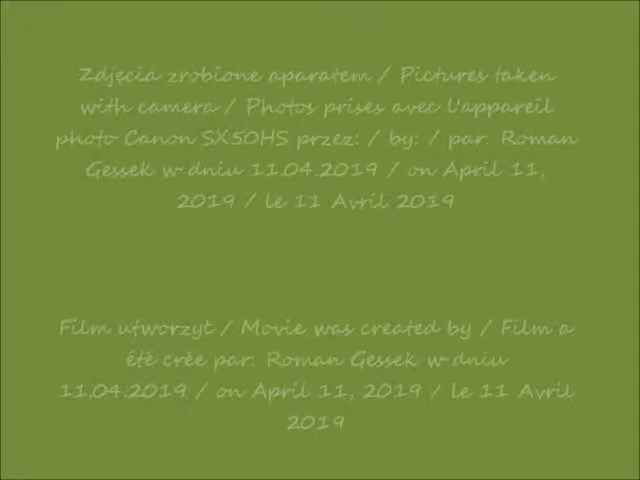 Zdjęcia zrobione aparatem / Pictures taken
with camera / Photos prises avec l'appareil
photo Canon SX50HS przez: / by: / par: Roman
Gessek w dniu 11.04.2019 / on April 11,
2019 / le 11 Avril 2019
Film utworzył / Movie was created by / Film a
été crèe par: Roman Gessek w dniu
11.04.2019 / on April 11, 2019 / le 11 Avril
2019